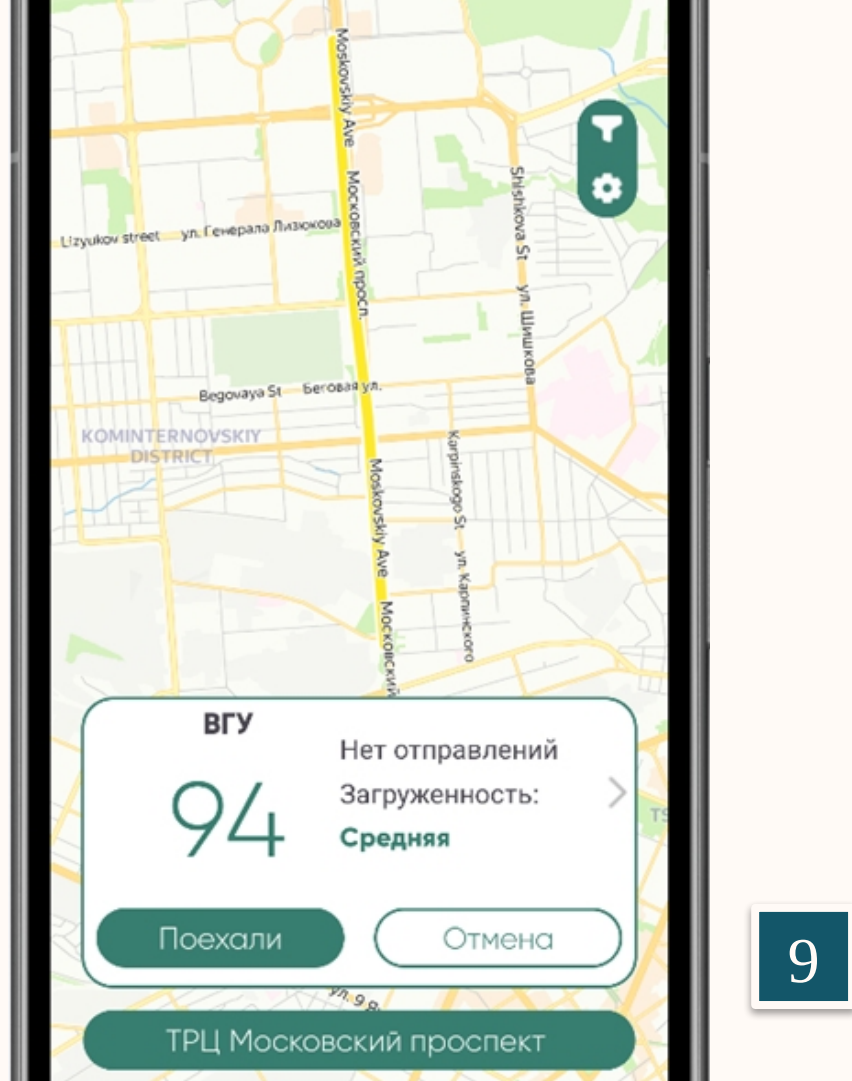 Moskovskiy Ave
Московский просп.
Shishkova St
ул. Шишкова
Lizyukov street
ул. Генерала Лизюкова
Begovaya St
Беговая ул.
KOMINTERNOVSKIY
DISTRICT
Karpinskogo St
ул. Карпинского
Moskovskiy Ave
Московский
ВГУ
94
Нет отправлений
Загруженность:
Средняя
Поехали
Отмена
ТРЦ Московский проспект
9